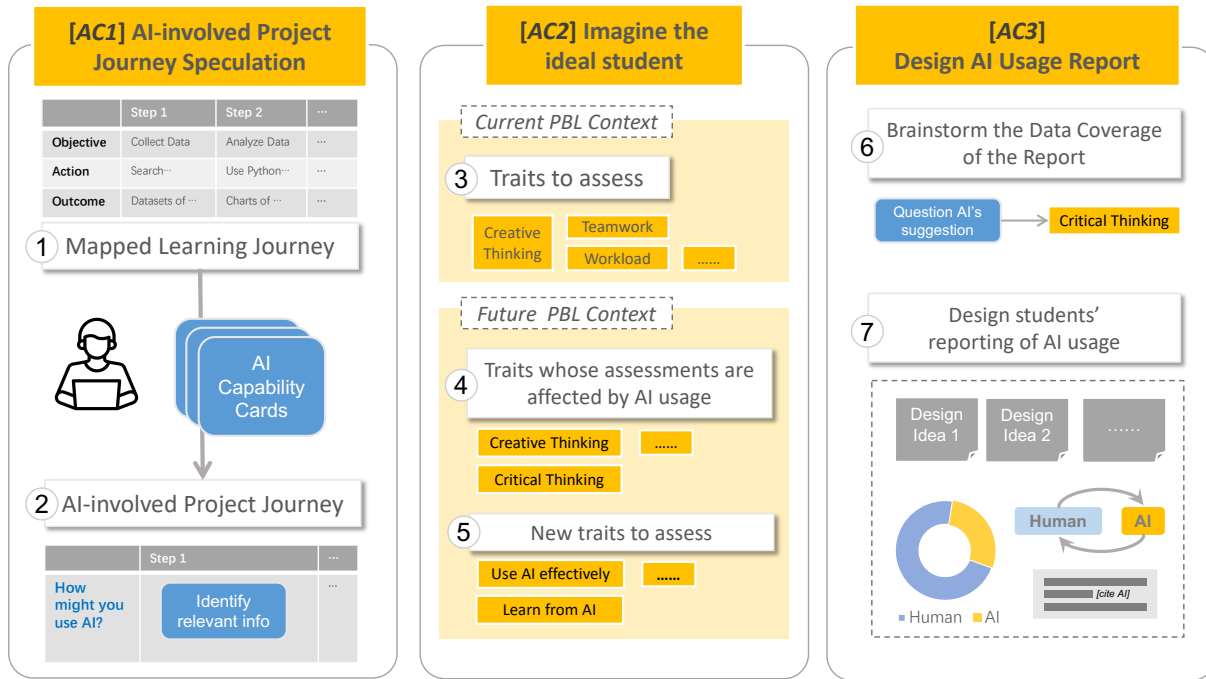 [AC1] AI-involved Project
Journey Speculation
Step 1 Step 2 ...
Objective Collect Data Analyze Data ...
Action Search... Use Python... ...
Outcome Datasets of ... Charts of ... ...
1 Mapped Learning Journey
AI
Capability
Cards
2 AI-involved Project Journey
Step 1 ...
How
might you
use AI?
Identify
relevant info
...
[AC2] Imagine the
ideal student
Current PBL Context
3 Traits to assess
Creative
Thinking
Teamwork
Workload
......
Future PBL Context
4 Traits whose assessments are
affected by AI usage
Creative Thinking
......
Critical Thinking
5 New traits to assess
Use AI effectively
......
Learn from AI
[AC3]
Design AI Usage Report
6 Brainstorm the Data Coverage
of the Report
Question AI's
suggestion
Critical Thinking
7 Design students'
reporting of AI usage
Design
Idea 1
Design
Idea 2
......
Human
AI
[cite AI]
Human AI